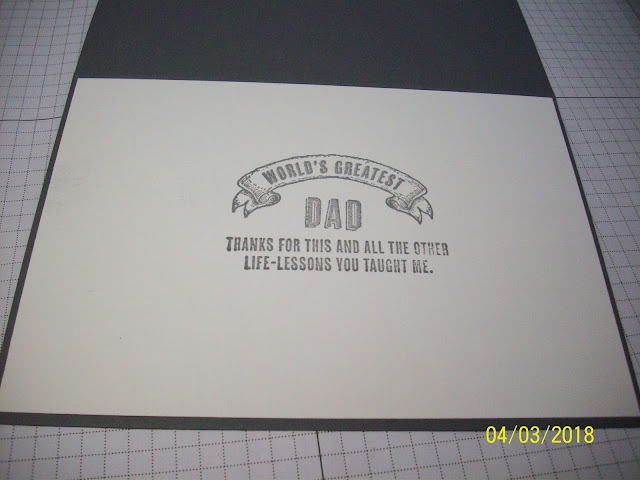 WORLD'S GREATEST
DAD
THANKS FOR THIS AND ALL THE OTHER
LIFE-LESSONS YOU TAUGHT ME.
04/03/2018